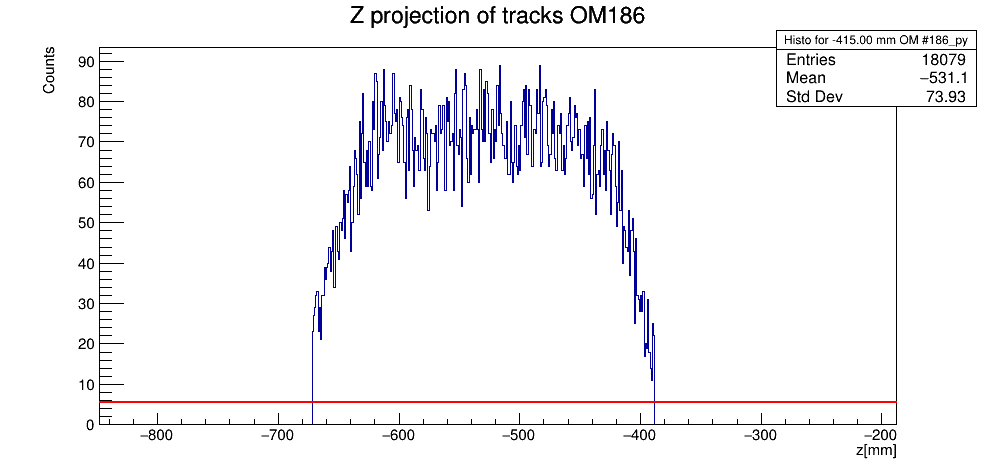 Z projection of tracks OM186
Histo for -415.00 mm OM #186_py
Entries 18079
Mean −531.1
Std Dev 73.93
Counts
90
80
70
60
50
40
30
20
10
0
−800 −700 −600 −500 −400 −300 −200
z[mm]